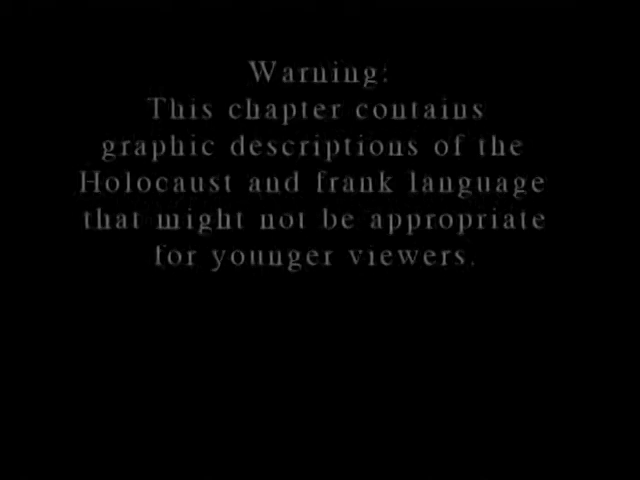 Warning:
This chapter contains
graphic descriptions of the
Holocaust and frank language
that might not be appropriate
for younger viewers.